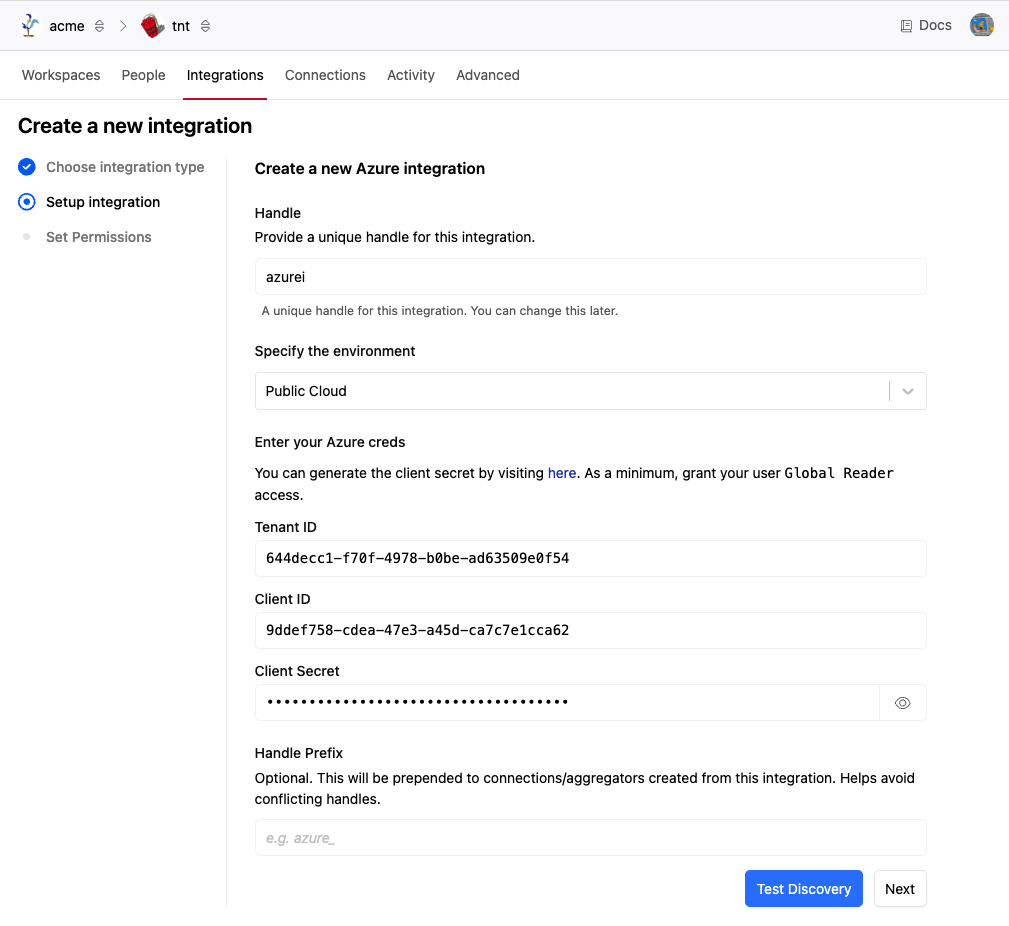 acme
tnt
Docs
Workspaces
People
Integrations
Connections
Activity
Advanced
Create a new integration
Choose integration type
Setup integration
Set Permissions
Create a new Azure integration
Handle
Provide a unique handle for this integration.
azurei
A unique handle for this integration. You can change this later.
Specify the environment
Public Cloud
Enter your Azure creds
You can generate the client secret by visiting here. As a minimum, grant your user Global Reader
access.
Tenant ID
644decc1-f70f-4978-b0be-ad63509e0f54
Client ID
9ddef758-cdea-47e3-a45d-ca7c7e1cca62
Client Secret
••••••••••••••••••••••••••••••••••••
Handle Prefix
Optional. This will be prepended to connections/aggregators created from this integration. Helps avoid
conflicting handles.
e.g. azure_
Test Discovery
Next